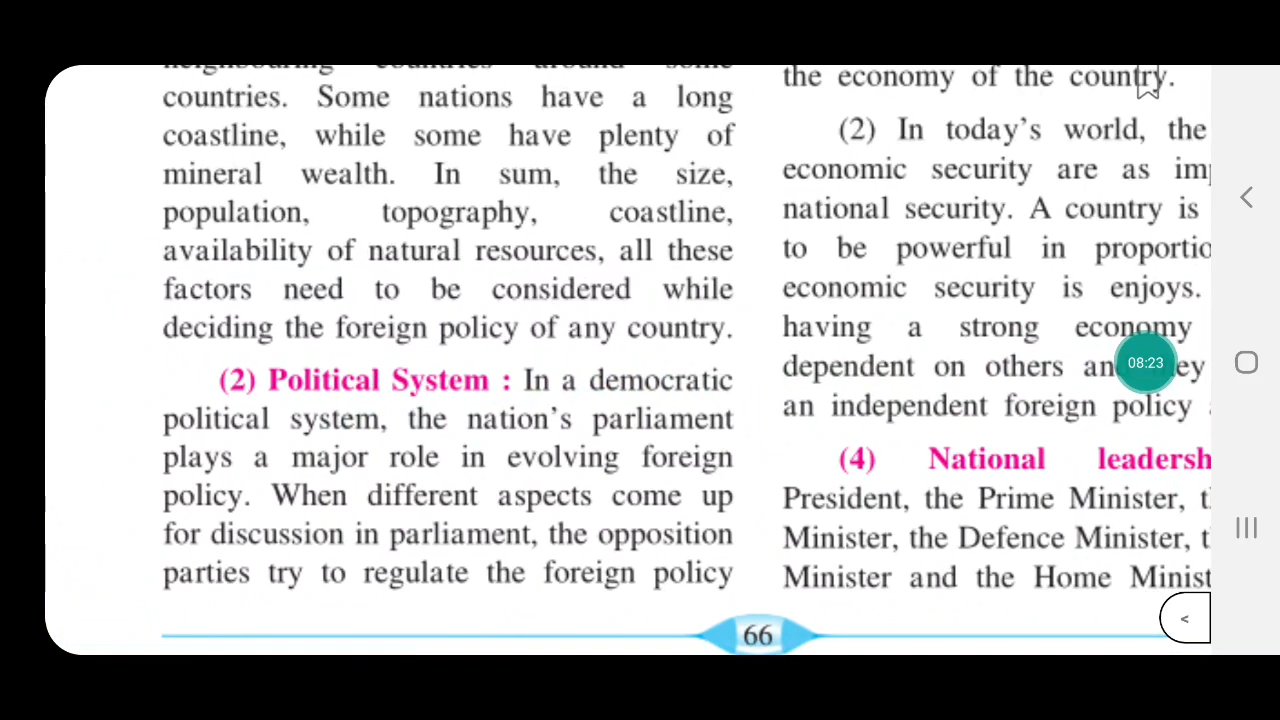 neighbouring countries around some
countries. Some nations have a long
coastline, while some have plenty of
mineral wealth. In sum, the size,
population, topography, coastline,
availability of natural resources, all these
factors need to be considered while
deciding the foreign policy of any country.
(2) Political System : In a democratic
political system, the nation's parliament
plays a major role in evolving foreign
policy. When different aspects come up
for discussion in parliament, the opposition
parties try to regulate the foreign policy
the economy of the country.
(2) In today's world, the
economic security are as
national security. A country is
to be powerful in
economic security is enjoys.
having a strong economy
dependent on others
an independent foreign policy
(4) National
President, the Prime Minister,
Minister, the Defence Minister,
Minister and the Home
66
08:23